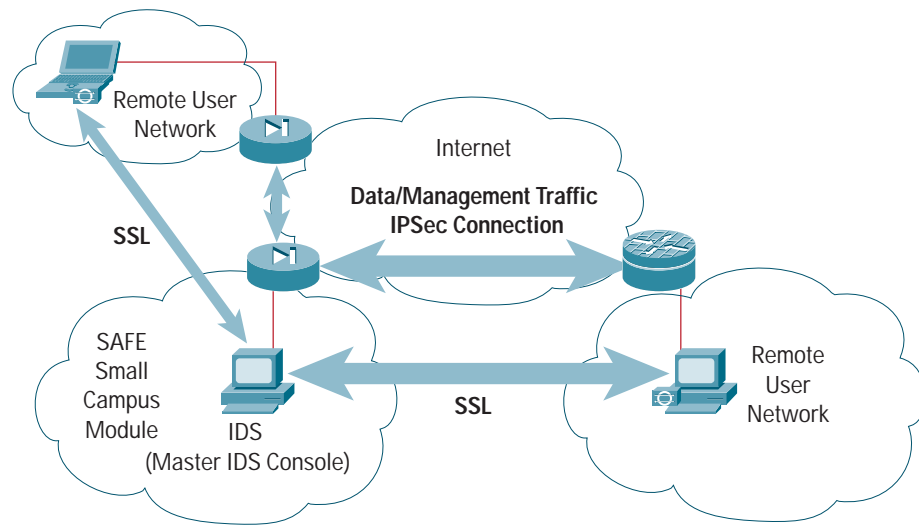 Remote User
Network
Internet
Data/Management Traffic
IPSec Connection
SSL
SAFE
Small
Campus
Module
IDS
(Master IDS Console)
SSL
Remote
User
Network